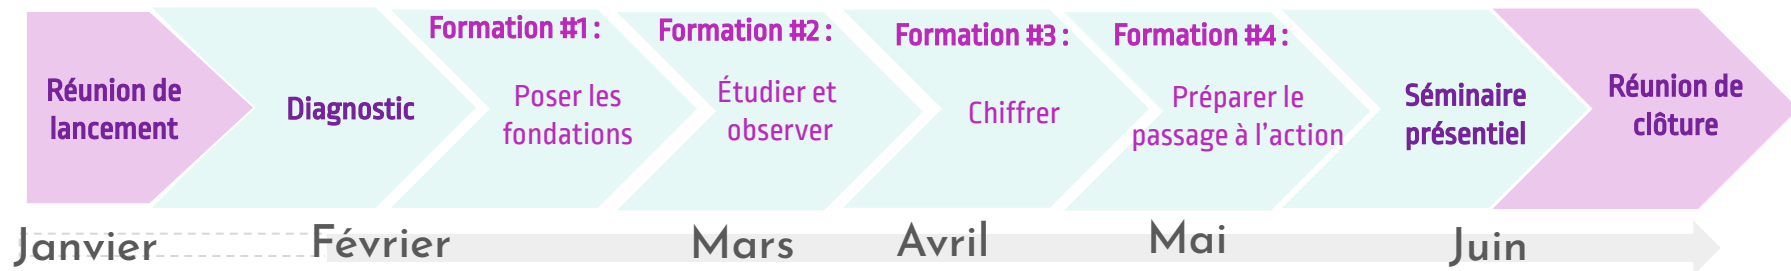 Réunion de
lancement
Diagnostic
Formation #1 :
Poser les
fondations
Formation #2 :
Étudier et
observer
Formation #3 :
Chiffrer
Formation #4 :
Préparer le
passage à l'action
Séminaire
présentiel
Réunion de
clôture
Janvier
Février
Mars
Avril
Mai
Juin